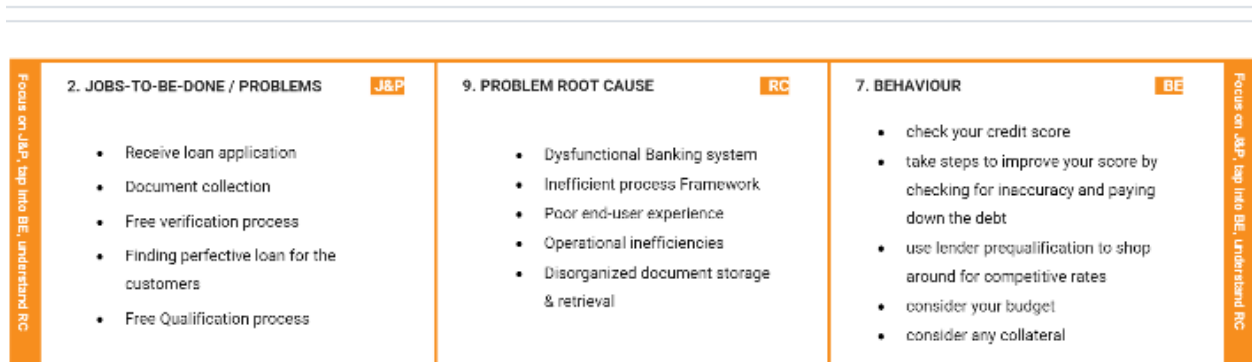 Focus on J&P, tap into BE, understand RC
2. JOBS-TO-BE-DONE / PROBLEMS
J&P
• Receive loan application
• Document collection
• Free verification process
• Finding perfective loan for the
customers
• Free Qualification process
9. PROBLEM ROOT CAUSE
RC
• Dysfunctional Banking system
• Inefficient process Framework
• Poor end-user experience
• Operational inefficiencies
• Disorganized document storage
& retrieval
7. BEHAVIOUR
BE
• check your credit score
• take steps to improve your score by
checking for inaccuracy and paying
down the debt
• use lender prequalification to shop
around for competitive rates
• consider your budget
• consider any collateral
Focus on J&P, tap into BE, understand RC